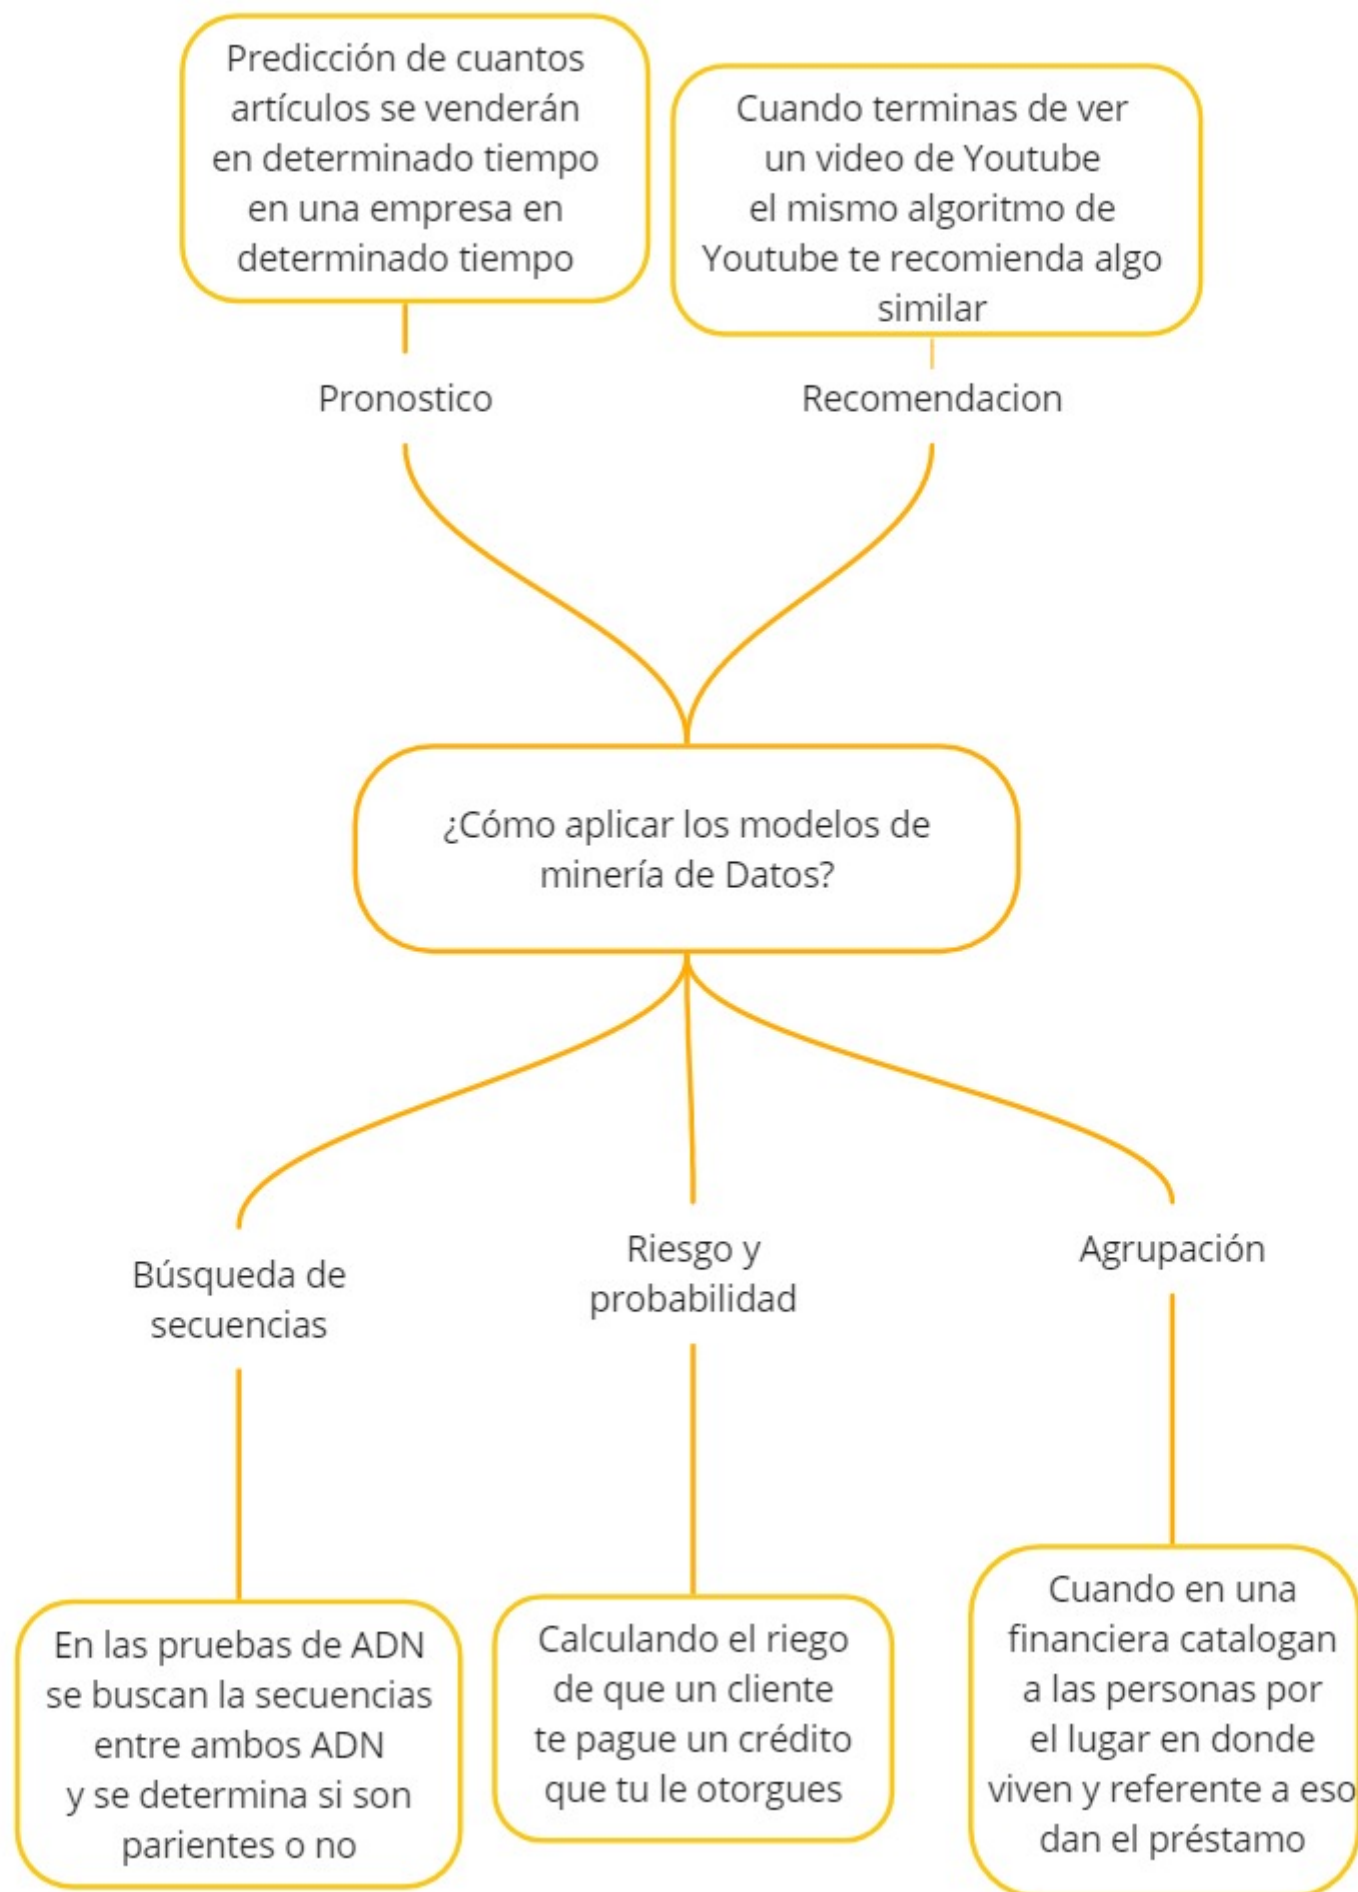 Predicción de cuantos
artículos se venderán
en determinado tiempo
en una empresa en
determinado tiempo
Cuando terminas de ver
un video de Youtube
el mismo algoritmo de
Youtube te recomienda algo
similar
Pronostico
Recomendacion
¿Cómo aplicar los modelos de
minería de Datos?
Búsqueda de
secuencias
Riesgo y
probabilidad
Agrupación
En las pruebas de ADN
se buscan la secuencias
entre ambos ADN
y se determina si son
parientes o no
Calculando el riego
de que un cliente
te pague un crédito
que tu le otorgues
Cuando en una
financiera catalogan
a las personas por
el lugar en donde
viven y referente a eso
dan el préstamo